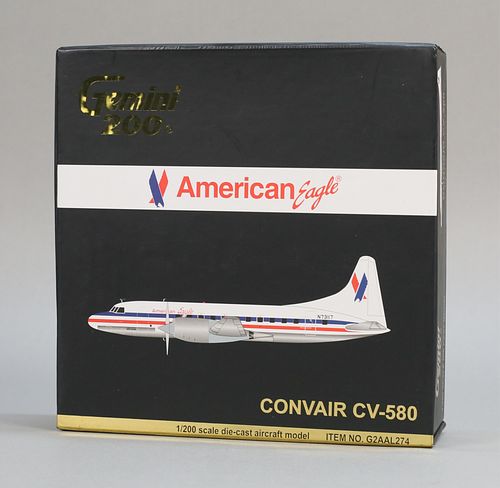 Gemini
200
American Eagle®
American Eagle
N73117
CONVAIR CV-580
1/200 scale die-cast aircraft model ITEM NO. G2AAL274